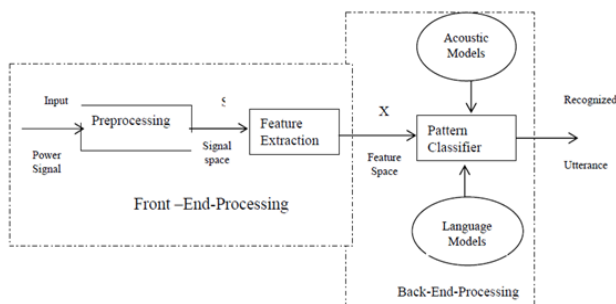 Acoustic
Models
Input
Preprocessing
S
Feature
Extraction
X
Pattern
Classifier
Recognized
Power
Signal
Signal
space
Feature
Space
Utterance
Front –End-Processing
Language
Models
Back-End-Processing